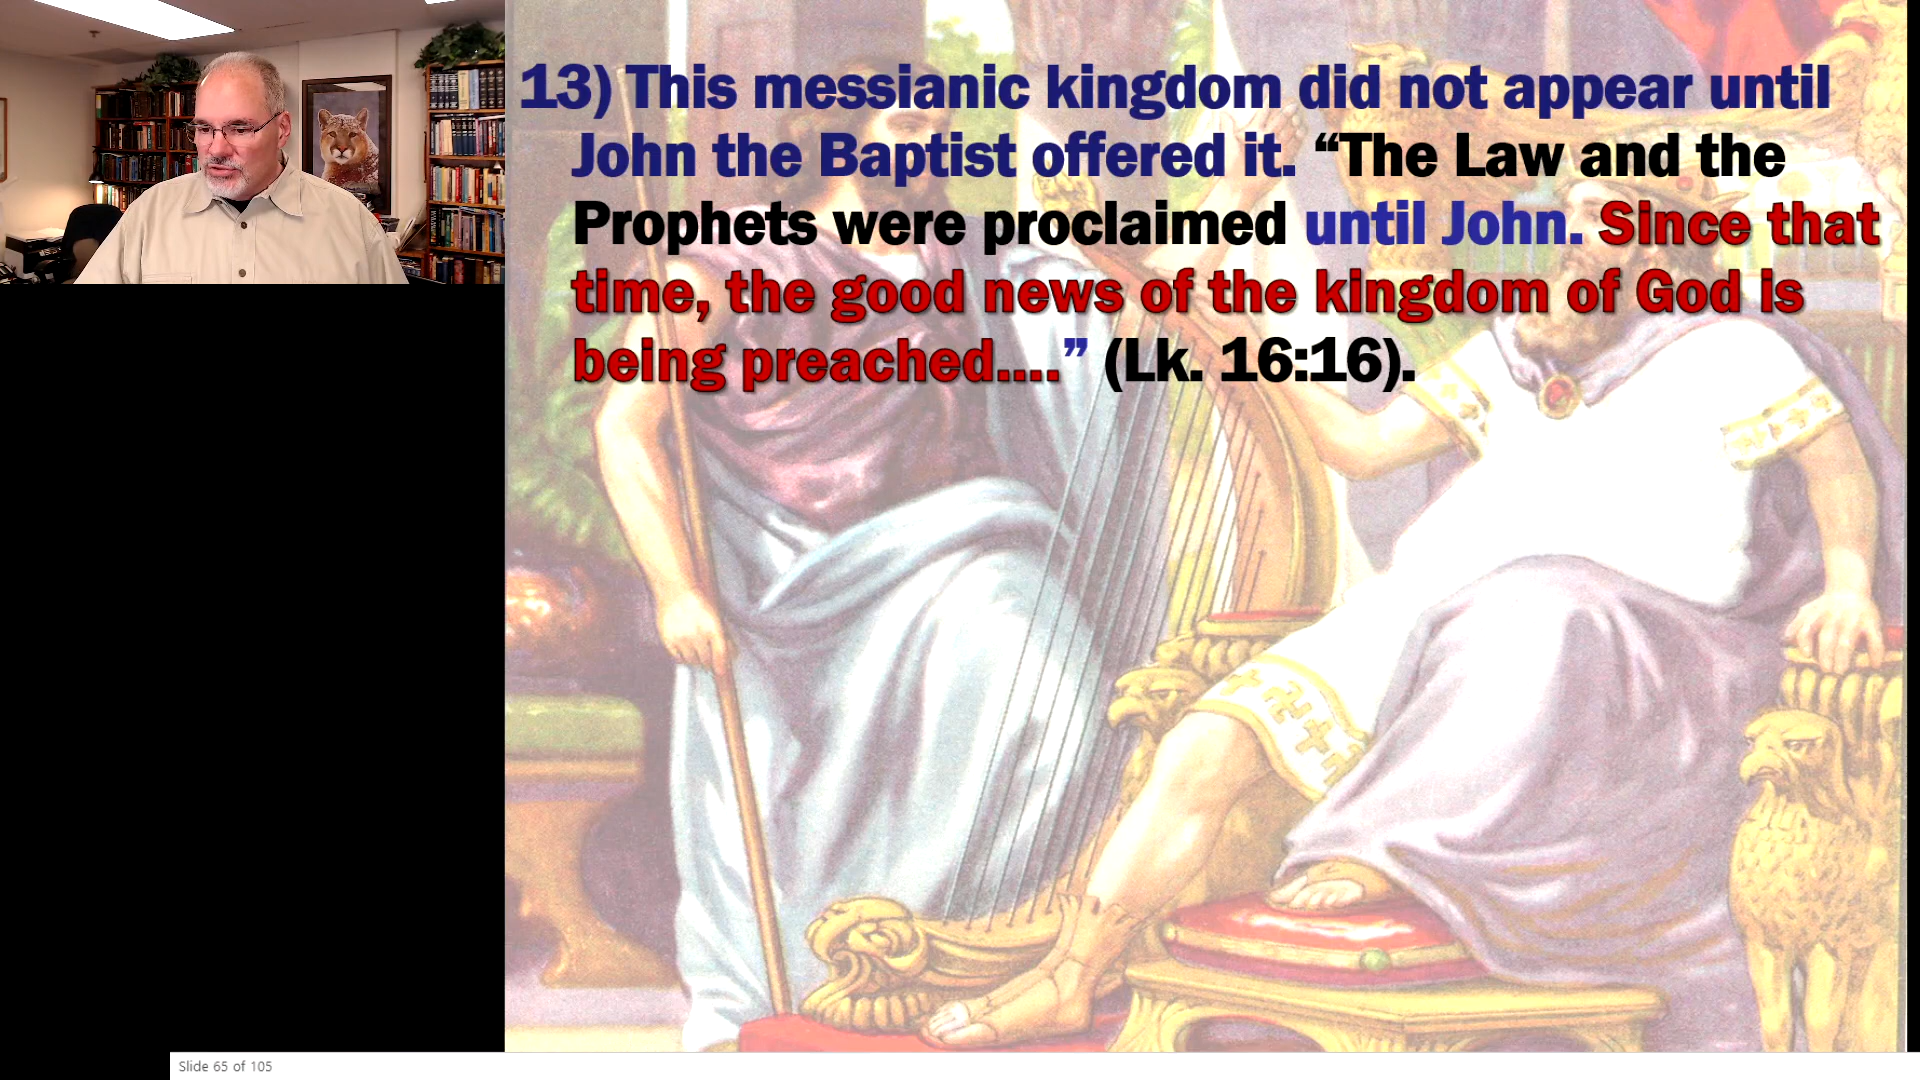 13) This messianic kingdom did not appear until
John the Baptist offered it. “The Law and the
Prophets were proclaimed until John. Since that
time, the good news of the kingdom of God is
being preached....” (Lk. 16:16).
Slide 65 of 105